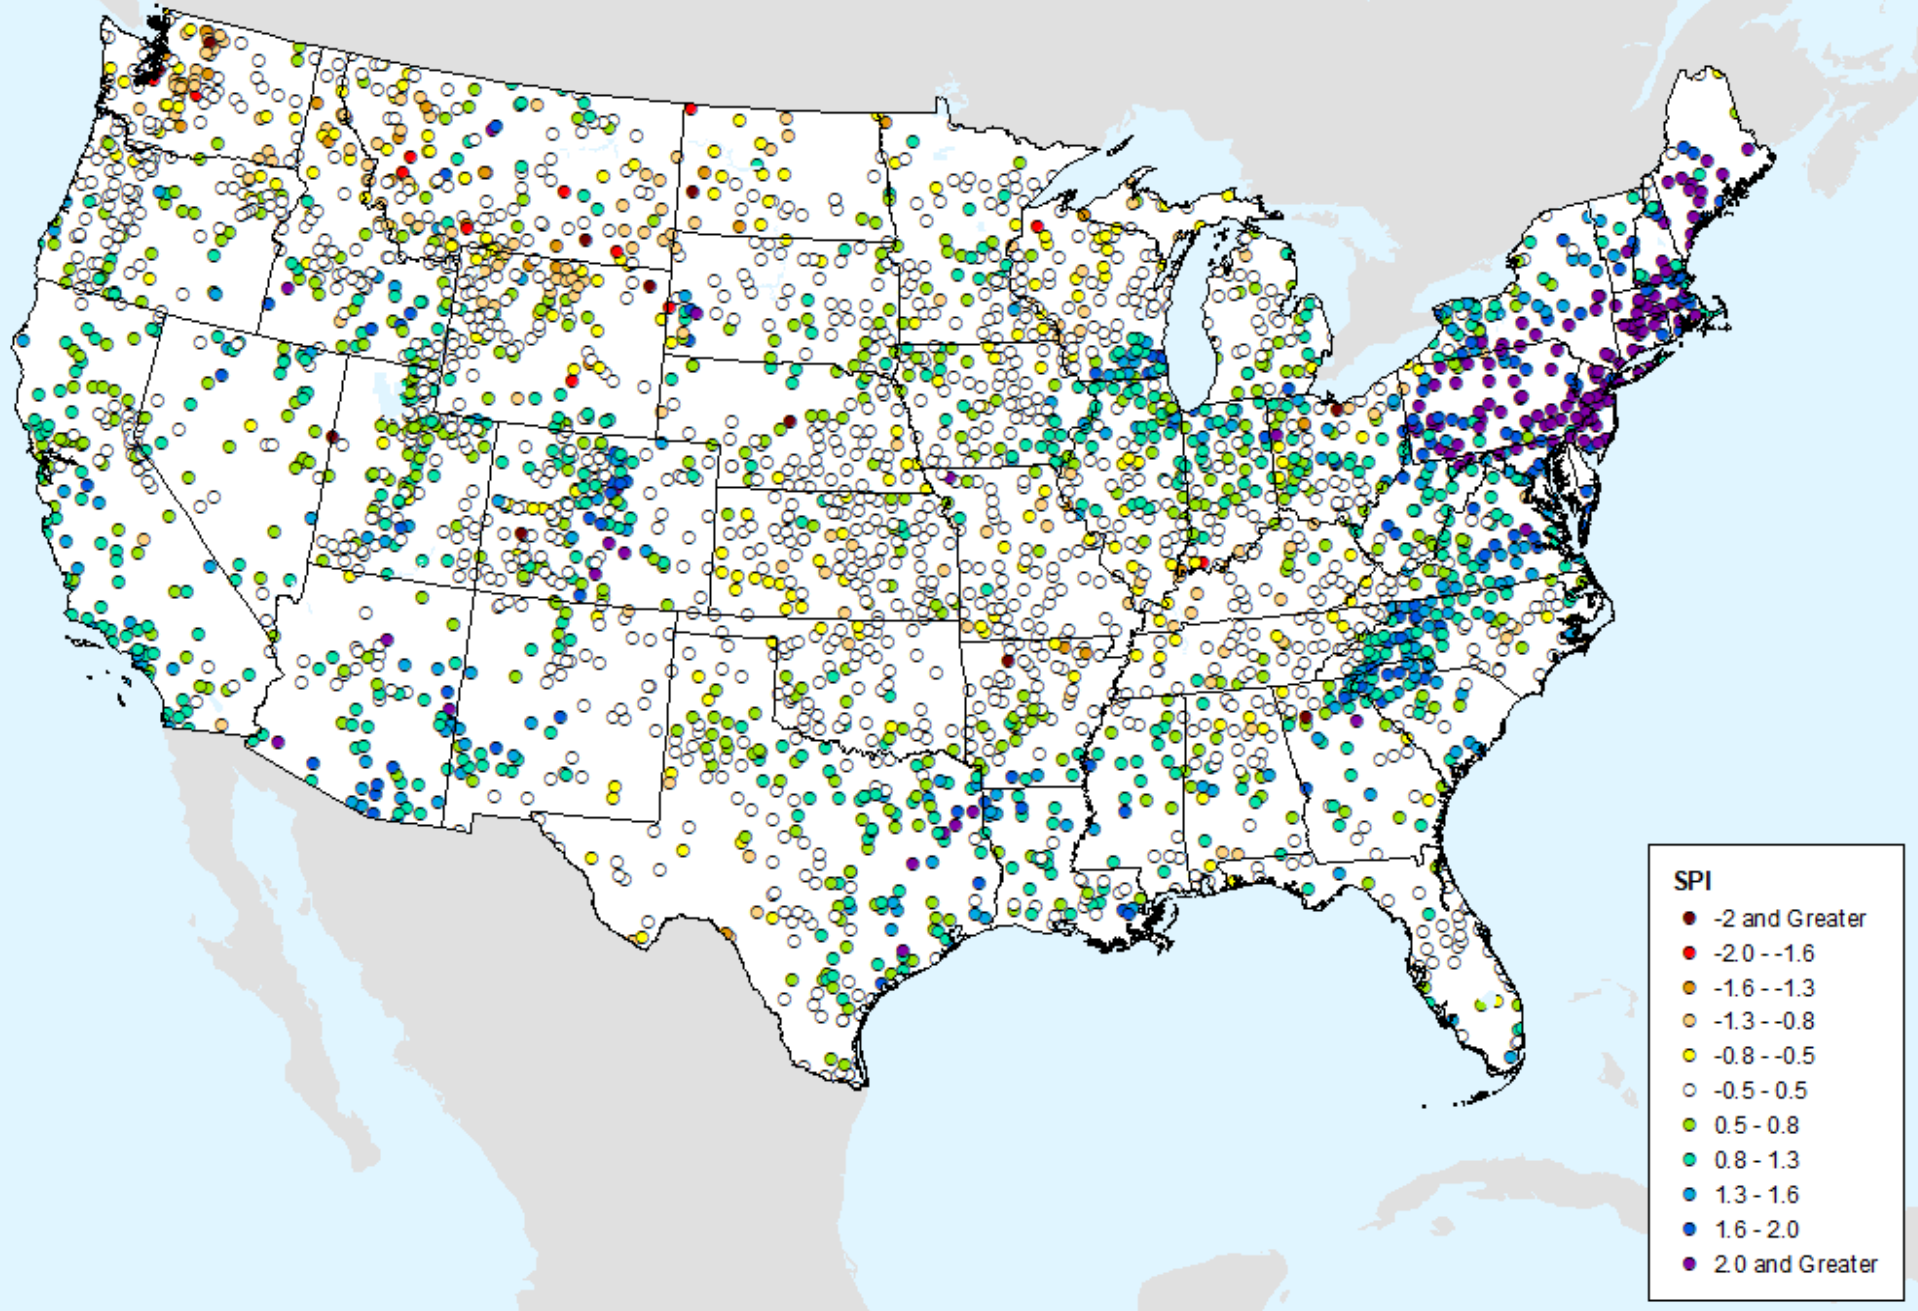 SPI
-2 and Greater
-2.0 - -1.6
-1.6 - -1.3
-1.3 - -0.8
-0.8 - -0.5
-0.5 - 0.5
0.5 - 0.8
0.8 - 1.3
1.3 - 1.6
1.6 - 2.0
2.0 and Greater